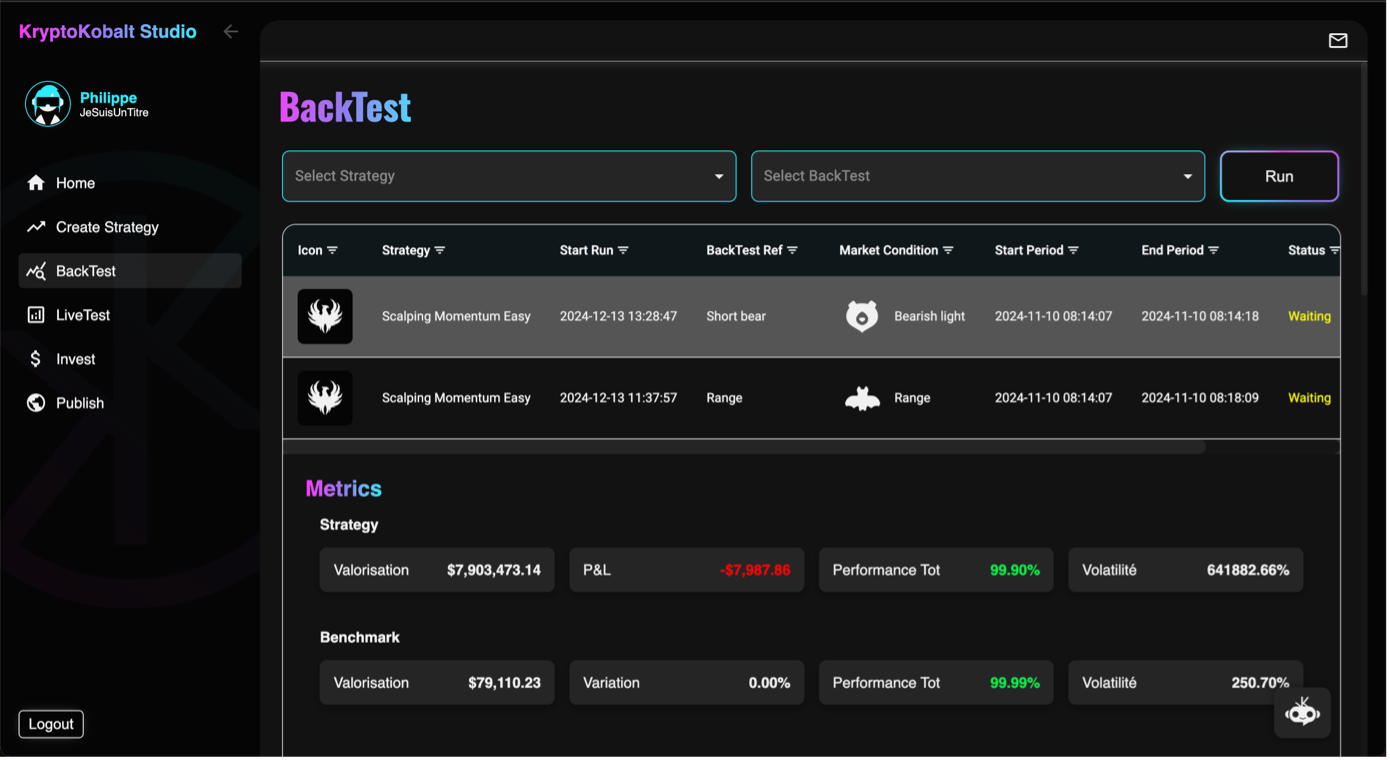 KryptoKobalt Studio
Philippe
JeSuisUnTitre
Home
Create Strategy
BackTest
LiveTest
Invest
Publish
Logout
BackTest
Select Strategy Select BackTest Run
Icon Strategy Start Run BackTest Ref Market Condition Start Period End Period Status
Scalping Momentum Easy 2024-12-13 13:28:47 Short bear Bearish light 2024-11-10 08:14:07 2024-11-10 08:14:18 Waiting
Scalping Momentum Easy 2024-12-13 11:37:57 Range Range 2024-11-10 08:14:07 2024-11-10 08:18:09 Waiting
Metrics
Strategy
Valorisation $7,903,473.14 P&L -$7,987.86 Performance Tot 99.90% Volatilité 641882.66%
Benchmark
Valorisation $79,110.23 Variation 0.00% Performance Tot 99.99% Volatilité 250.70%